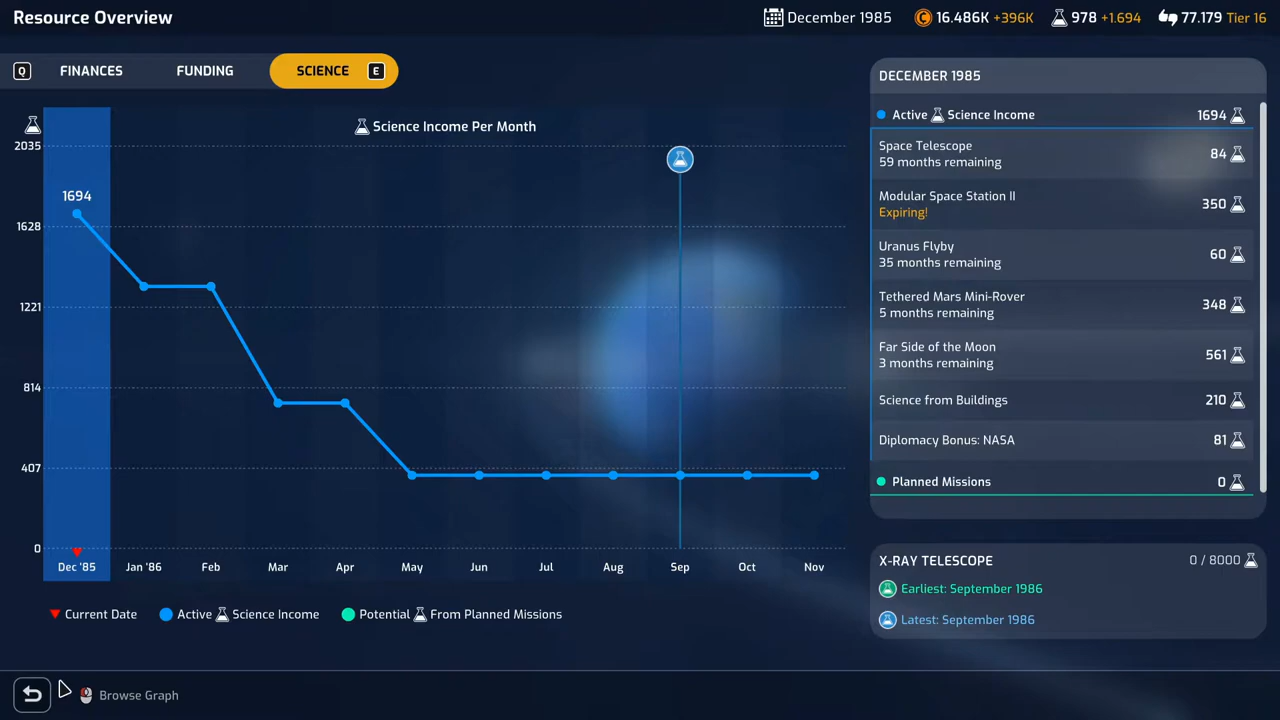 Resource Overview
December 1985
16.486K +396K
978 +1.694
77.179 Tier 16
Q
FINANCES
FUNDING
SCIENCE
E
Science Income Per Month
2035
1628
1221
814
407
0
1694
Dec '85
Jan '86
Feb
Mar
Apr
May
Jun
Jul
Aug
Sep
Oct
Nov
Current Date
Active Science Income
Potential From Planned Missions
DECEMBER 1985
Active Science Income 1694
Space Telescope
59 months remaining
84
Modular Space Station II
Expiring!
350
Uranus Flyby
35 months remaining
60
Tethered Mars Mini-Rover
5 months remaining
348
Far Side of the Moon
3 months remaining
561
Science from Buildings 210
Diplomacy Bonus: NASA 81
Planned Missions 0
X-RAY TELESCOPE 0 / 8000
Earliest: September 1986
Latest: September 1986
Browse Graph